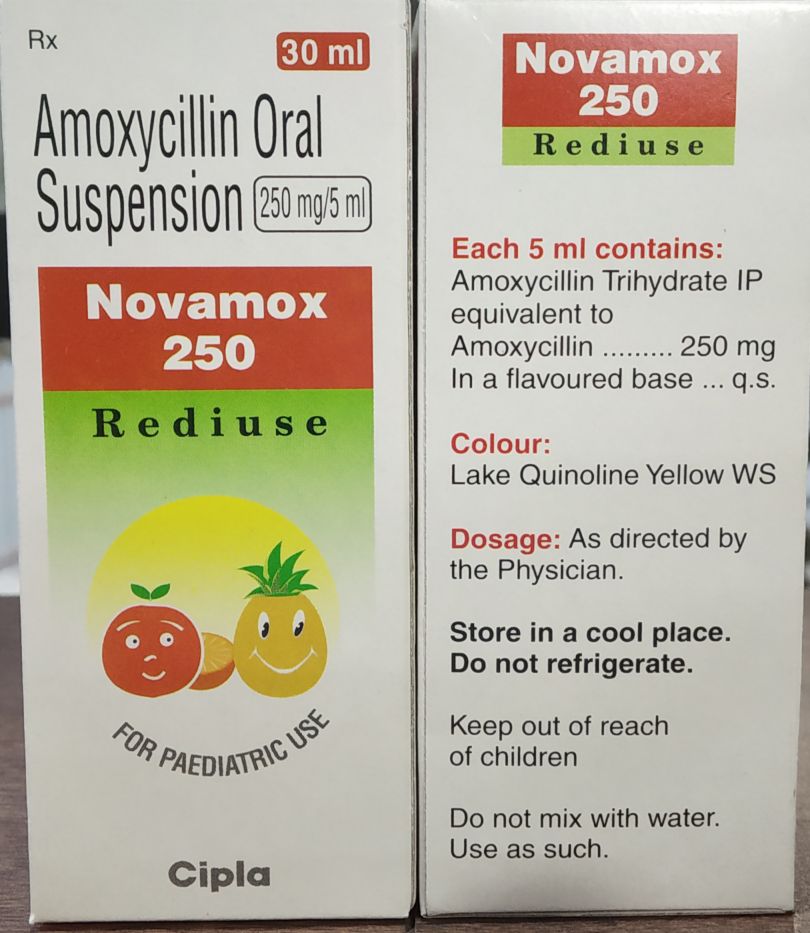 Rx
30 ml
Amoxycillin Oral
Suspension 250 mg/5 ml
Novamox
250
Rediuse
FOR PAEDIATRIC USE
Cipla
Novamox
250
Rediuse
Each 5 ml contains:
Amoxycillin Trihydrate IP
equivalent to
Amoxycillin ......... 250 mg
In a flavoured base ... q.s.
Colour:
Lake Quinoline Yellow WS
Dosage: As directed by
the Physician.
Store in a cool place.
Do not refrigerate.
Keep out of reach
of children
Do not mix with water.
Use as such.